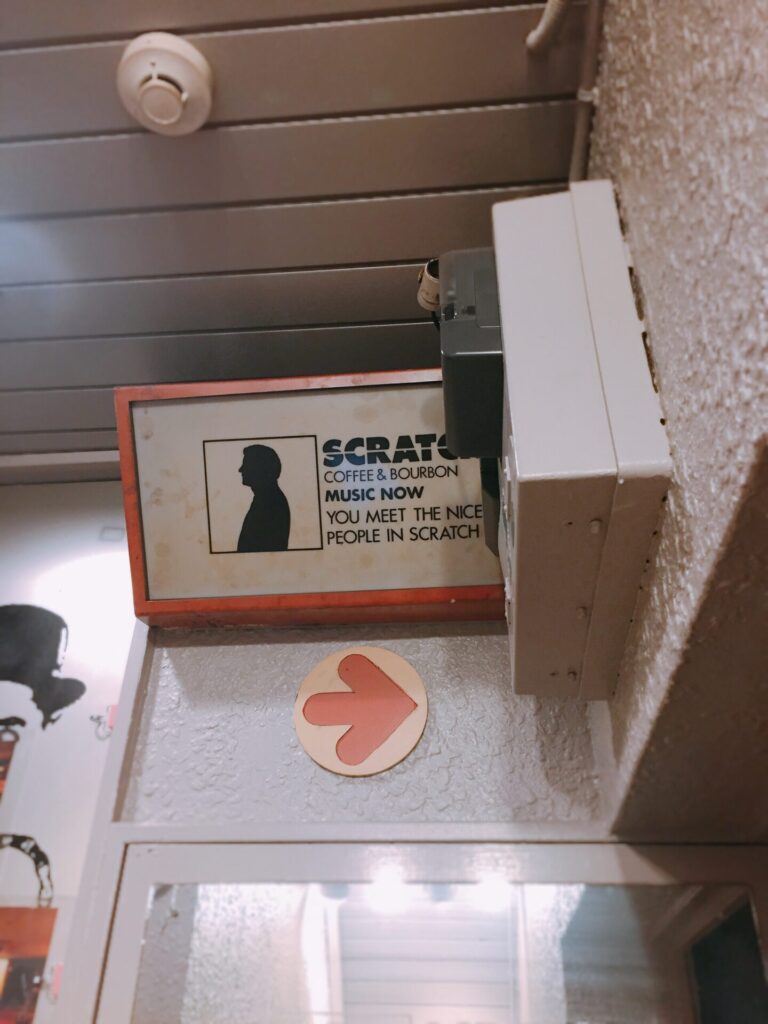 SCRATC
COFFEE & BOURBON
MUSIC NOW
YOU MEET THE NICE
PEOPLE IN SCRATCH